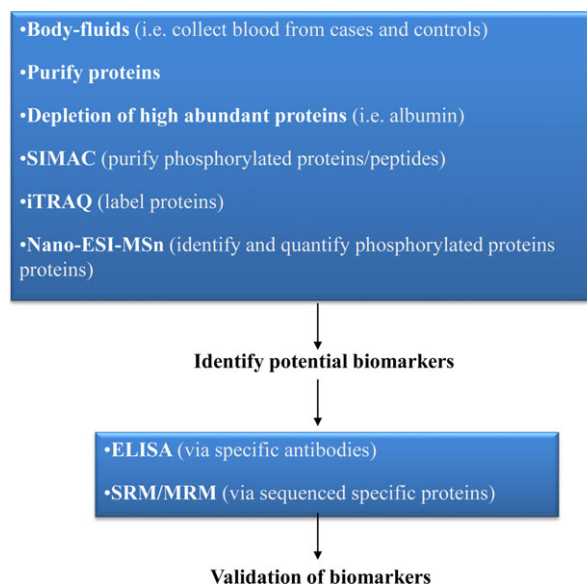 •Body-fluids (i.e. collect blood from cases and controls)
•Purify proteins
•Depletion of high abundant proteins (i.e. albumin)
•SIMAC (purify phosphorylated proteins/peptides)
•iTRAQ (label proteins)
•Nano-ESI-MSn (identify and quantify phosphorylated proteins
proteins)
Identify potential biomarkers
•ELISA (via specific antibodies)
•SRM/MRM (via sequenced specific proteins)
Validation of biomarkers